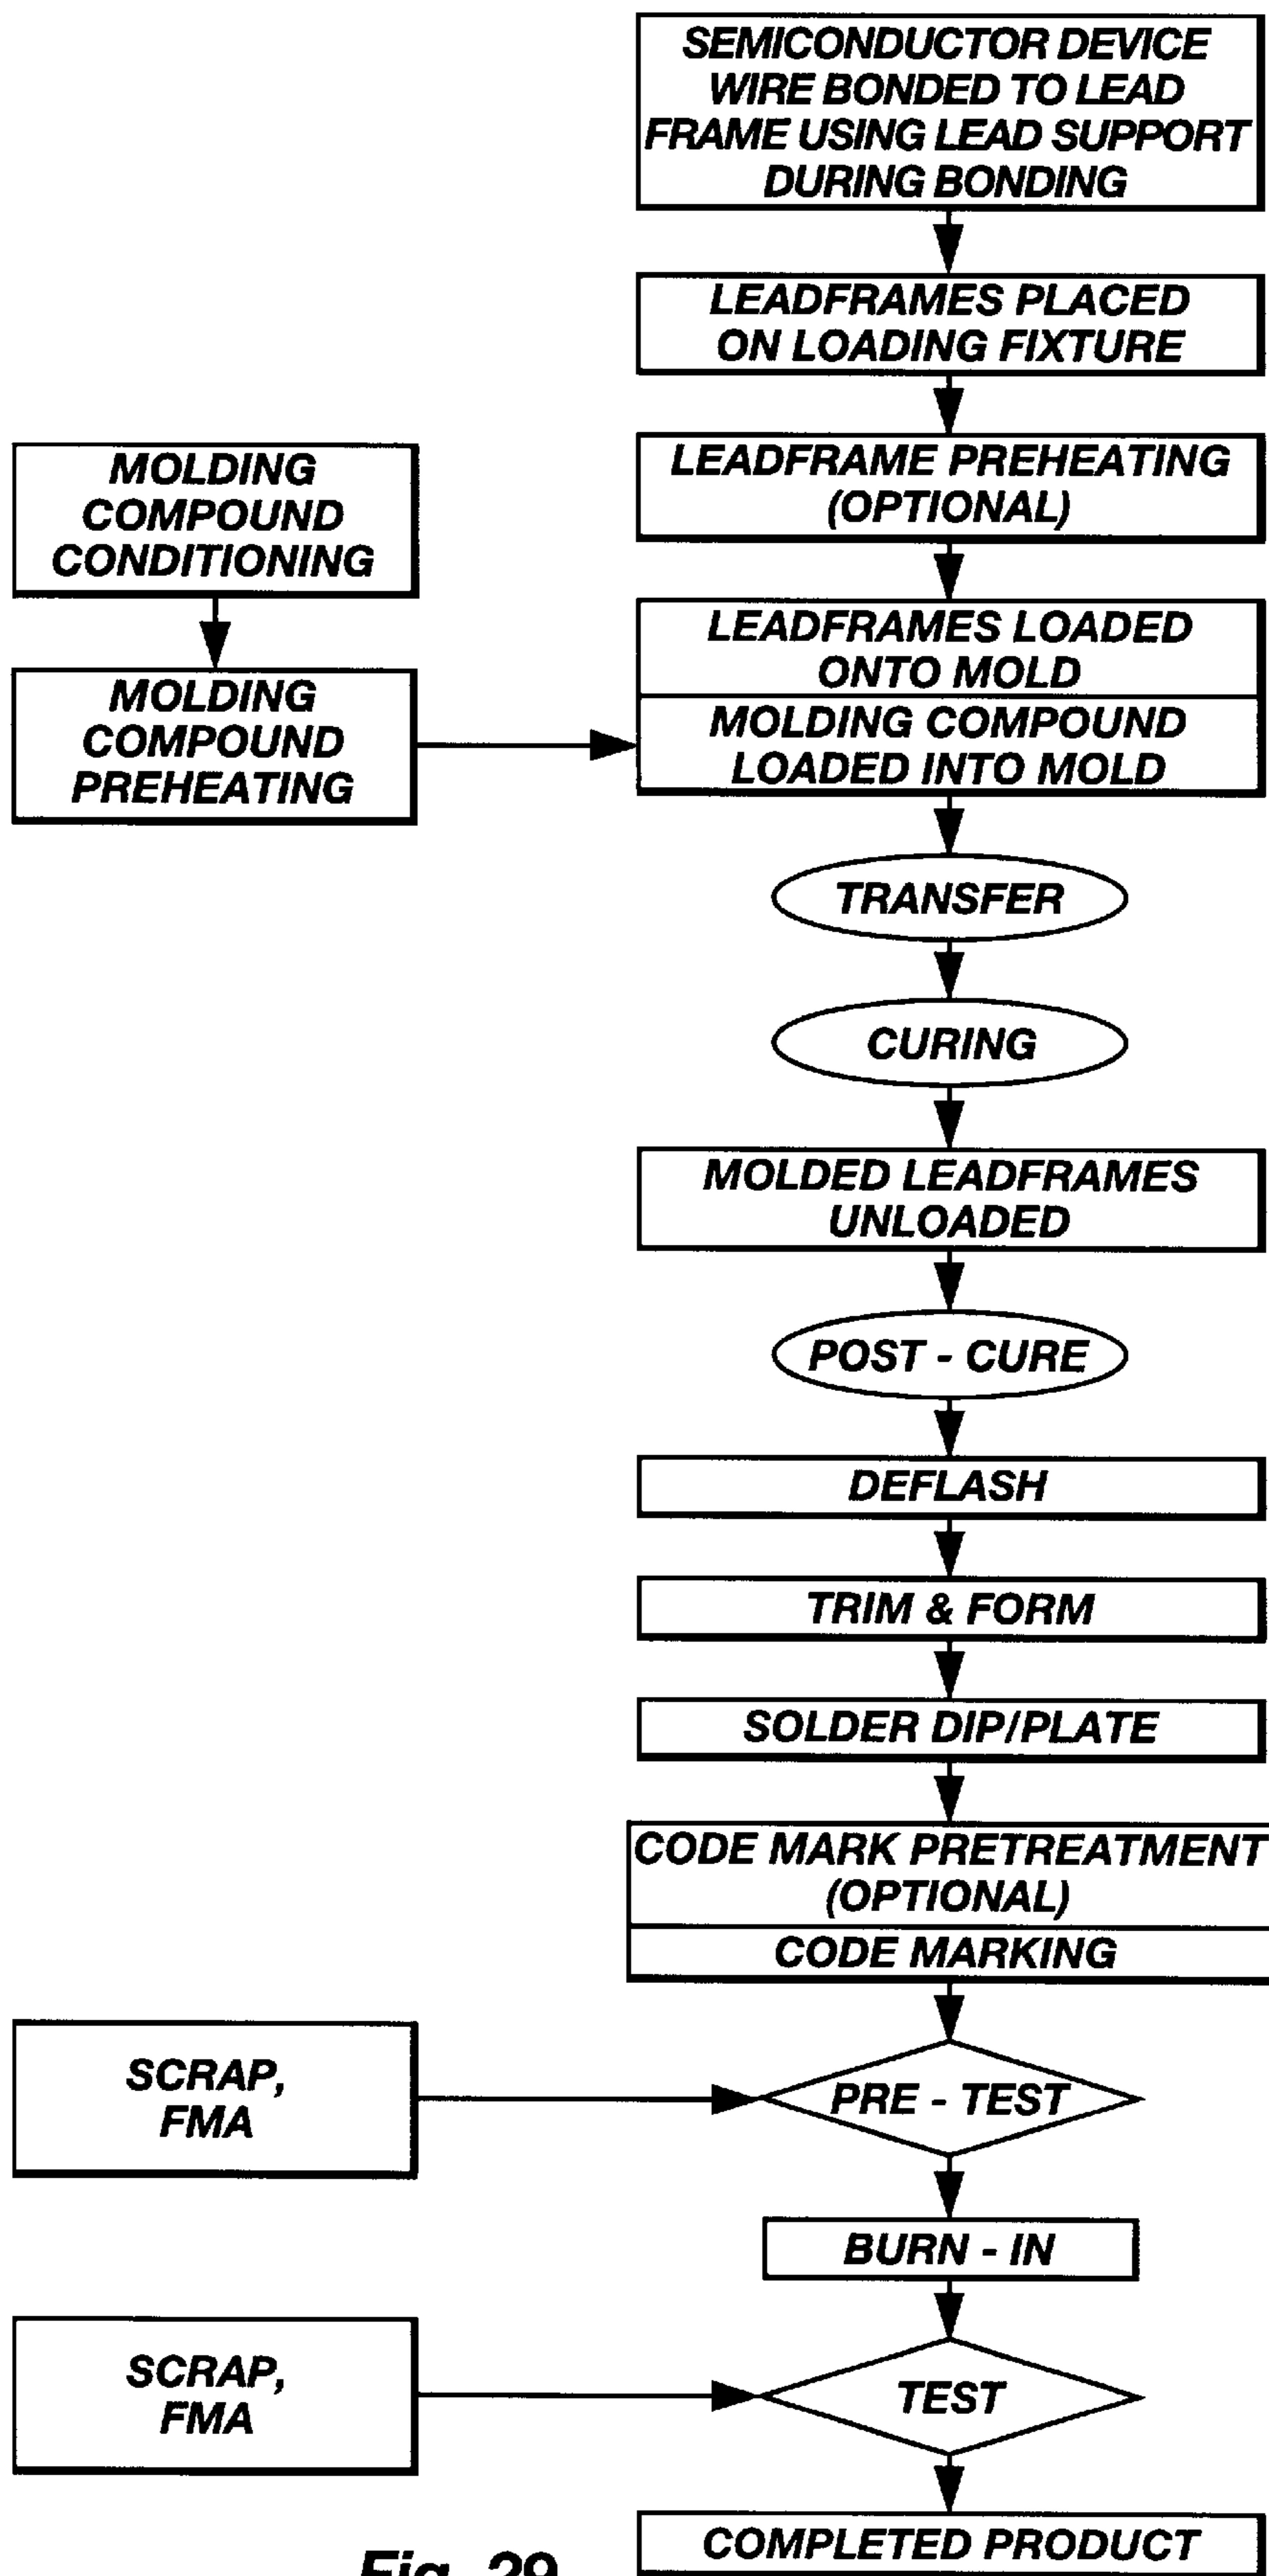 SEMICONDUCTOR DEVICE
WIRE BONDED TO LEAD
FRAME USING LEAD SUPPORT
DURING BONDING
LEADFRAMES PLACED
ON LOADING FIXTURE
LEADFRAME PREHEATING
(OPTIONAL)
MOLDING
COMPOUND
CONDITIONING
MOLDING
COMPOUND
PREHEATING
LEADFRAMES LOADED
ONTO MOLD
MOLDING COMPOUND
LOADED INTO MOLD
TRANSFER
CURING
MOLDED LEADFRAMES
UNLOADED
POST - CURE
DEFLASH
TRIM & FORM
SOLDER DIP/PLATE
CODE MARK PRETREATMENT
(OPTIONAL)
CODE MARKING
SCRAP,
FMA
PRE - TEST
BURN - IN
SCRAP,
FMA
TEST
COMPLETED PRODUCT
Fig. 29